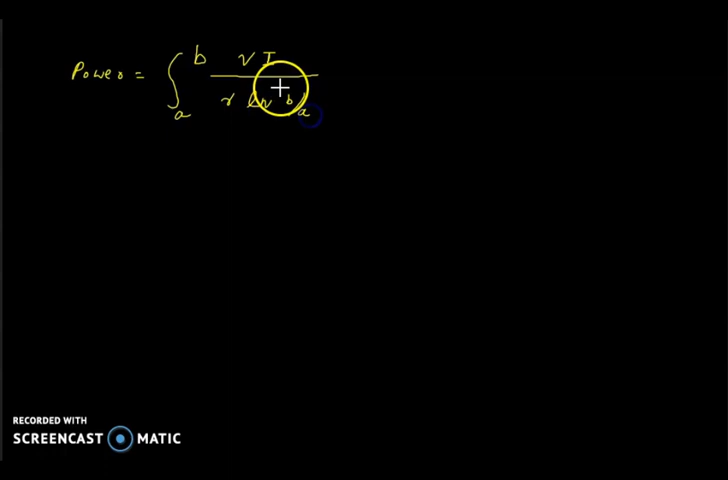 Power = ∫ₐᵇ VI / (r ln b/a)
RECORDED WITH
SCREENCAST MATIC